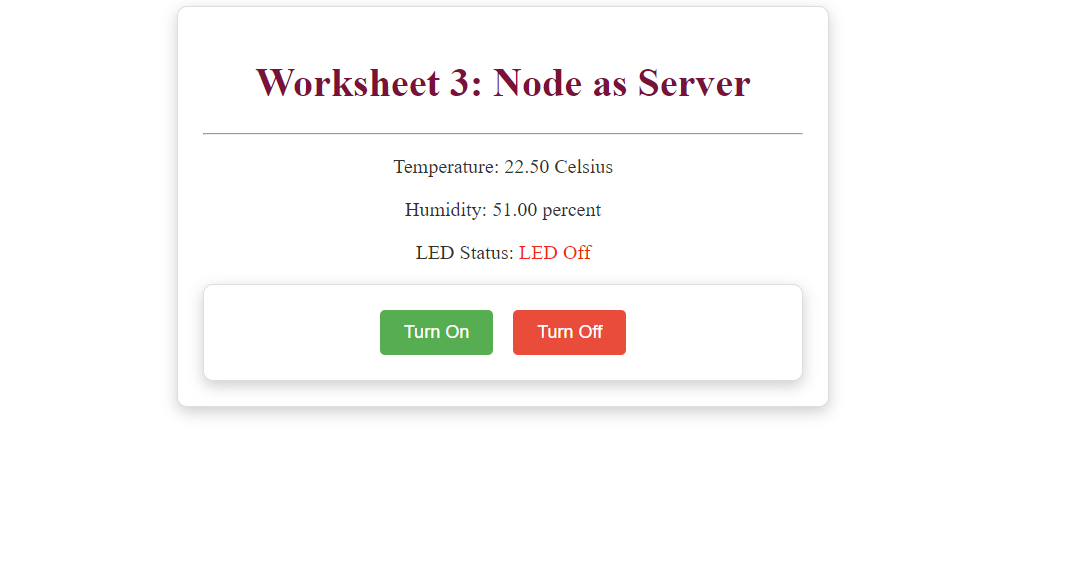 Worksheet 3: Node as Server
Temperature: 22.50 Celsius
Humidity: 51.00 percent
LED Status: LED Off
Turn On Turn Off